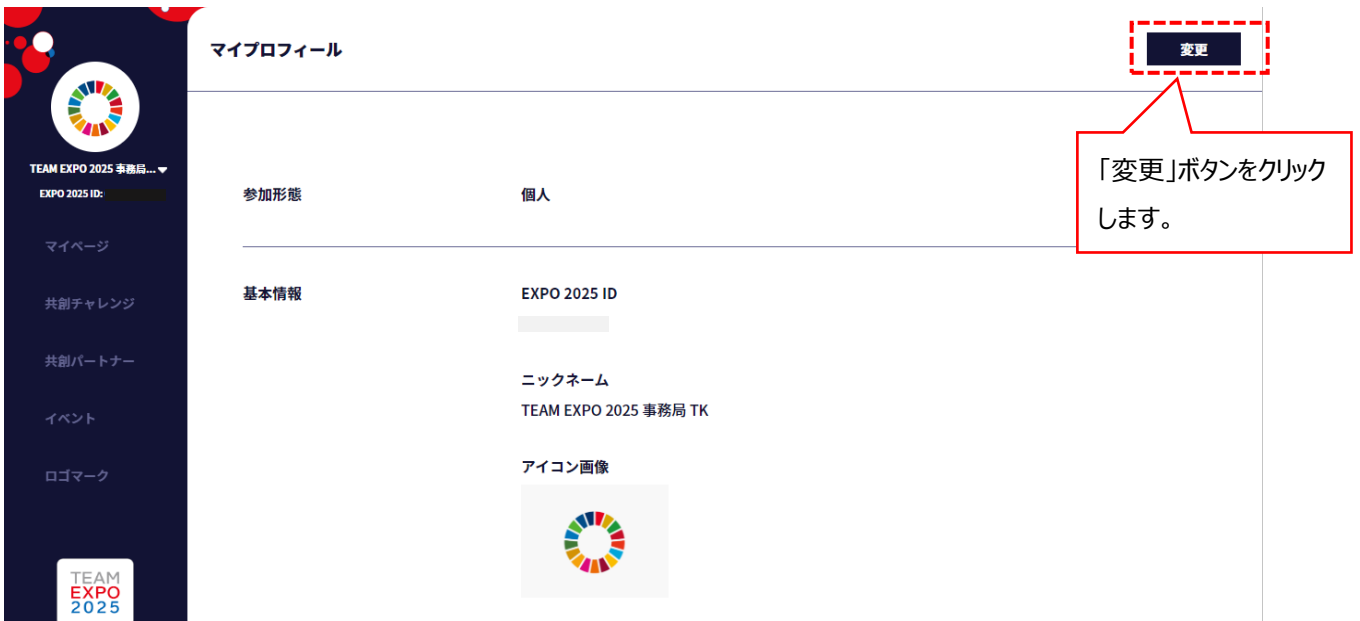 マイプロフィール
変更
「変更」ボタンをクリック
します。
TEAM EXPO 2025 事務局...
EXPO 2025 ID:
マイページ
共創チャレンジ
共創パートナー
イベント
ロゴマーク
TEAM
EXPO
2025
参加形態
個人
基本情報
EXPO 2025 ID
ニックネーム
TEAM EXPO 2025 事務局 TK
アイコン画像